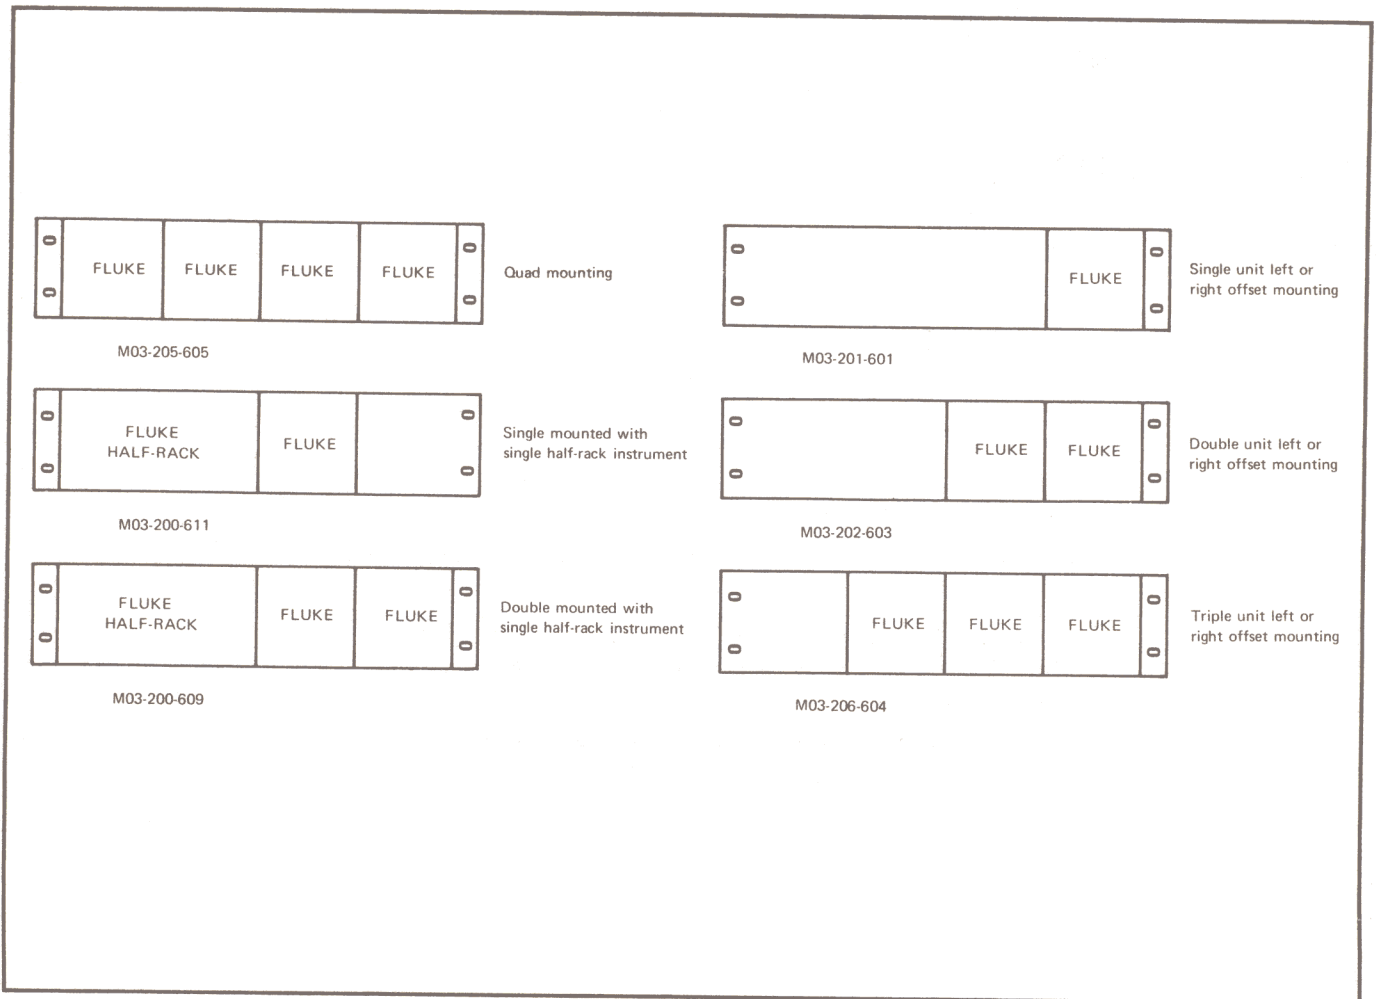 FLUKE FLUKE FLUKE FLUKE
Quad mounting
M03-205-605
FLUKE
HALF-RACK
FLUKE
Single mounted with
single half-rack instrument
M03-200-611
FLUKE
HALF-RACK
FLUKE FLUKE
Double mounted with
single half-rack instrument
M03-200-609
FLUKE
Single unit left or
right offset mounting
M03-201-601
FLUKE FLUKE
Double unit left or
right offset mounting
M03-202-603
FLUKE FLUKE FLUKE
Triple unit left or
right offset mounting
M03-206-604